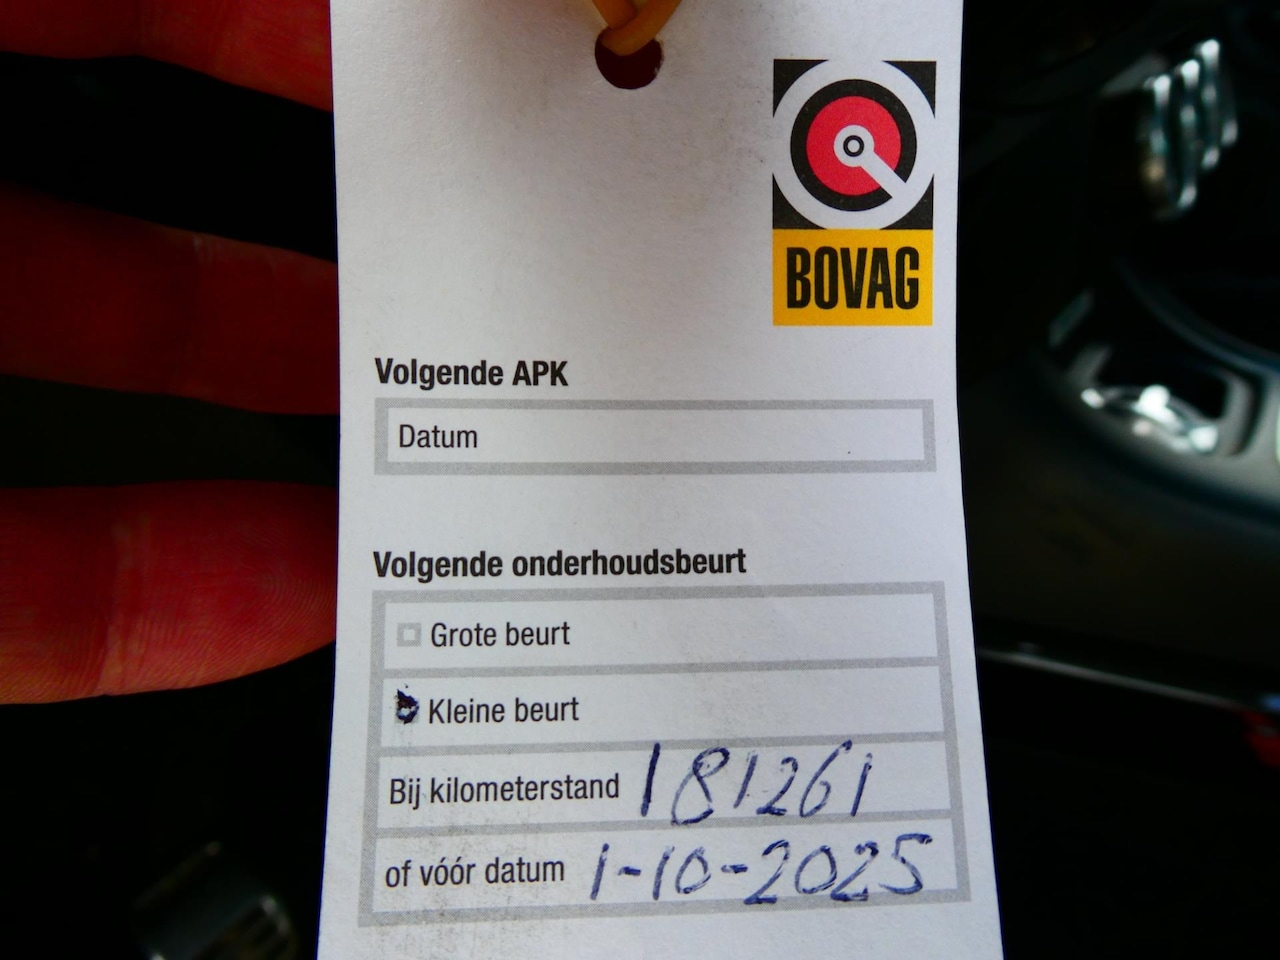 BOVAG
Volgende APK
Datum
Volgende onderhoudsbeurt
Grote beurt
Kleine beurt
Bij kilometerstand 181261
of vóór datum 1-10-2025